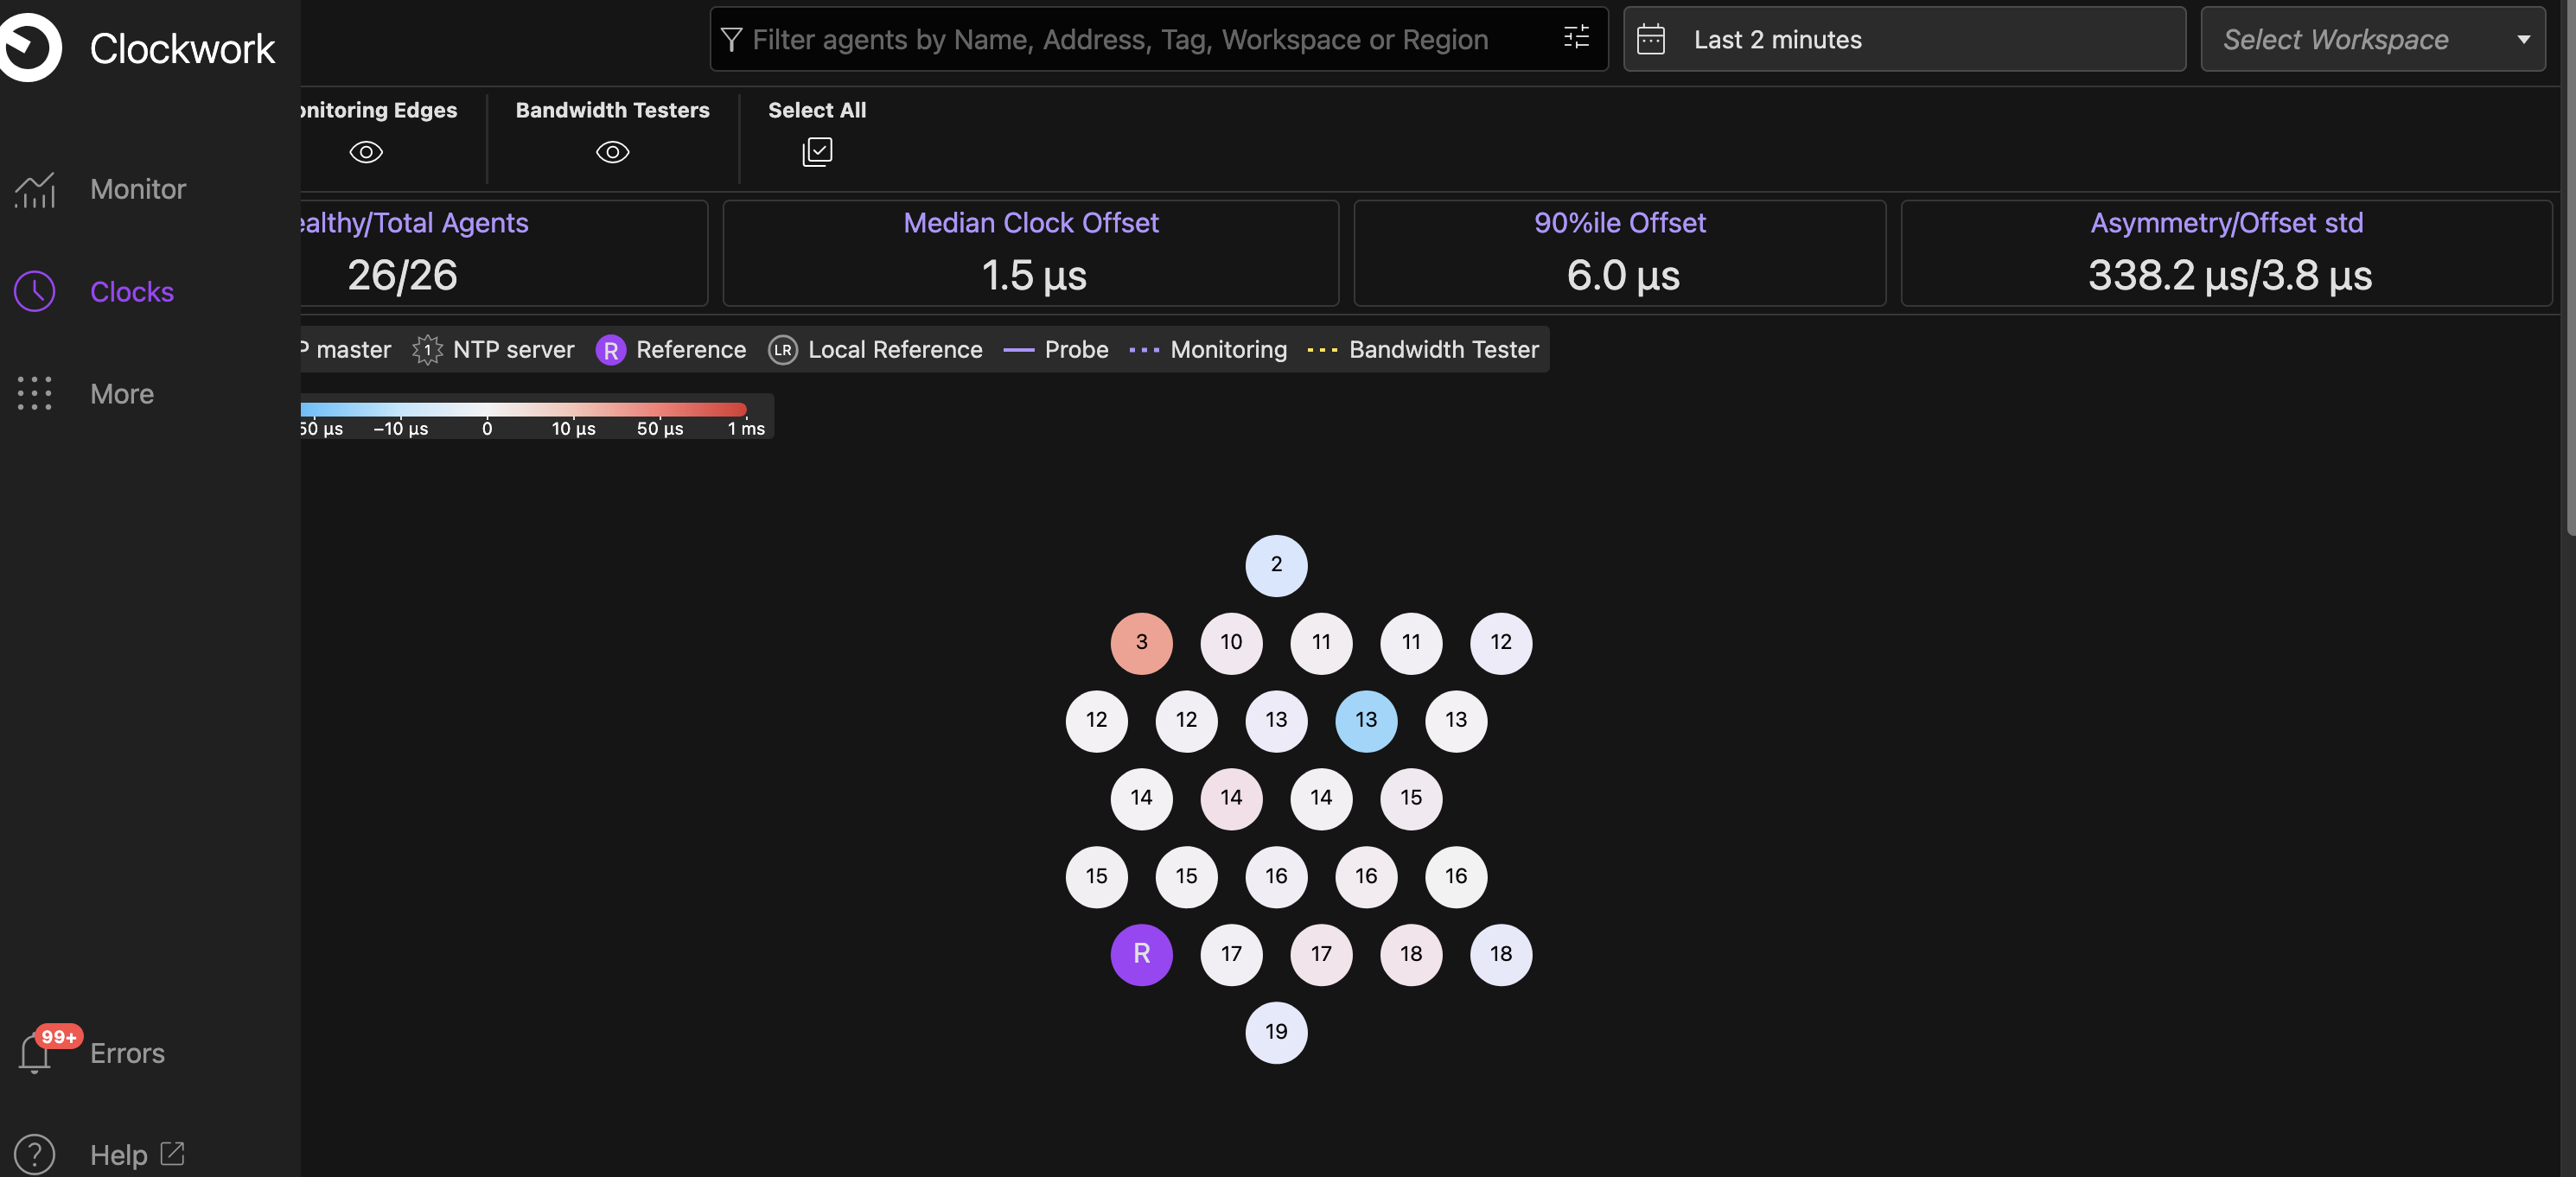 Clockwork
Filter agents by Name, Address, Tag, Workspace or Region
Last 2 minutes
Select Workspace
Monitor
Clocks
More
99+
Errors
Help
onitoring Edges
Bandwidth Testers
Select All
ealthy/Total Agents
26/26
Median Clock Offset
1.5 µs
90%ile Offset
6.0 µs
Asymmetry/Offset std
338.2 µs/3.8 µs
P master
1 NTP server
R Reference
LR Local Reference
Probe
Monitoring
Bandwidth Tester
50 µs −10 µs 0 10 µs 50 µs 1 ms
2
3 10 11 11 12
12 12 13 13 13
14 14 14 15
15 15 16 16 16
R 17 17 18 18
19